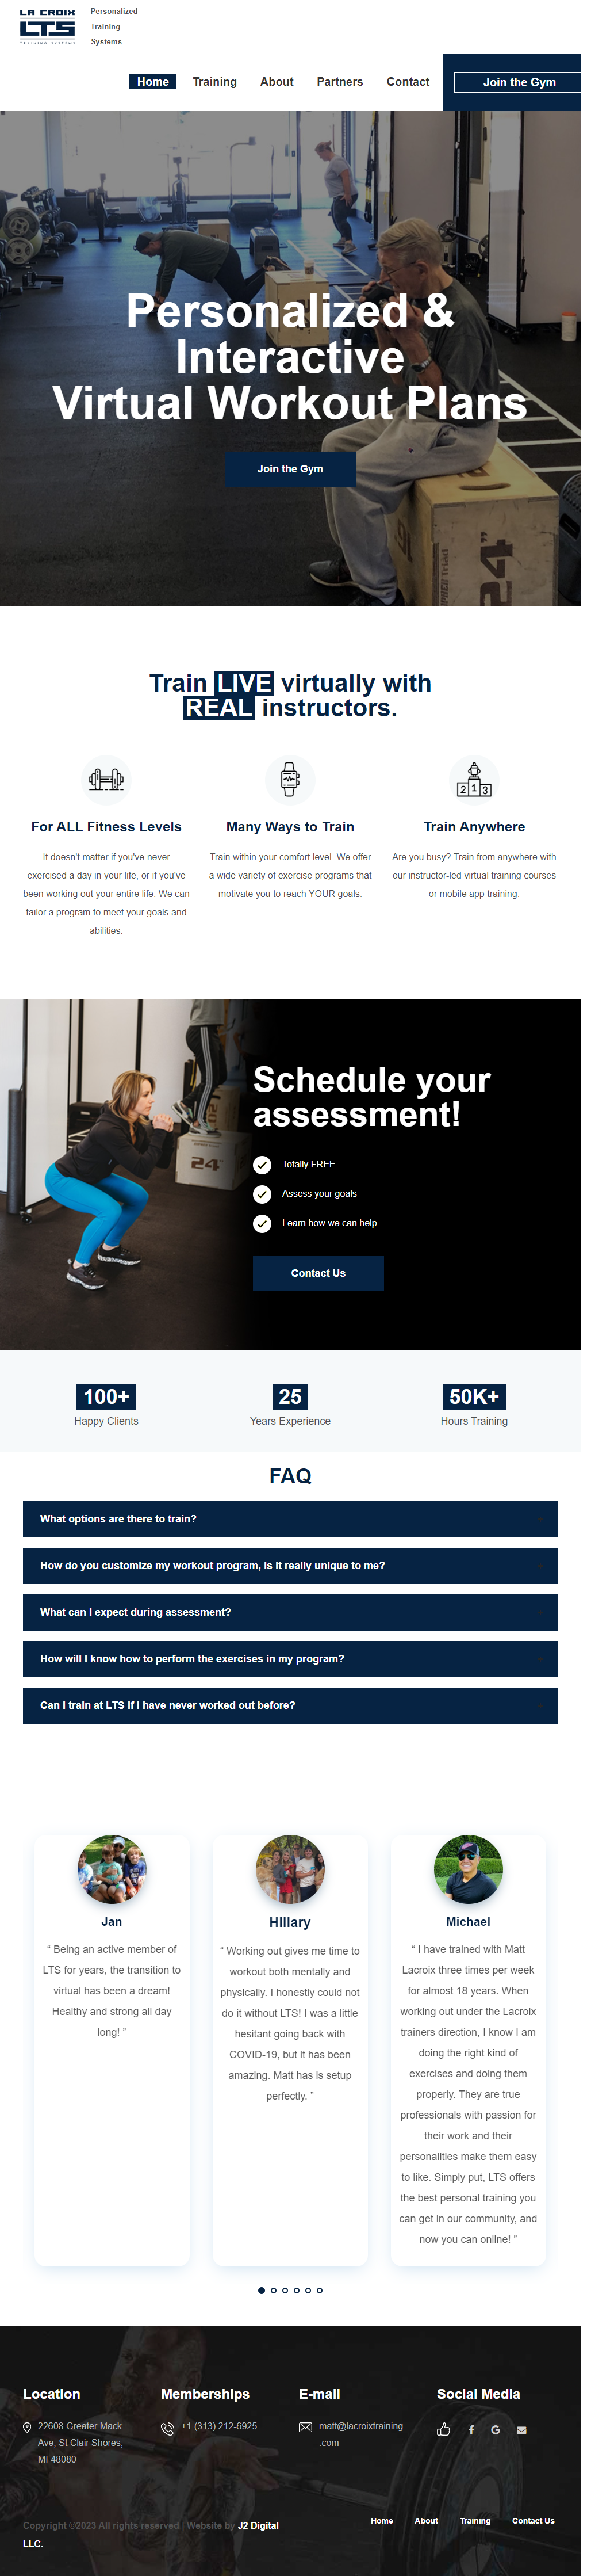 LA CROIX
LTS
TRAINING SYSTEMS
Personalized
Training
Systems
Home
Training
About
Partners
Contact
Join the Gym
Personalized &
Interactive
Virtual Workout Plans
Join the Gym
24"
Train LIVE virtually with
REAL instructors.
1 2 3
For ALL Fitness Levels
It doesn't matter if you've never
exercised a day in your life, or if you've
been working out your entire life. We can
tailor a program to meet your goals and
abilities.
Many Ways to Train
Train within your comfort level. We offer
a wide variety of exercise programs that
motivate you to reach YOUR goals.
Train Anywhere
Are you busy? Train from anywhere with
our instructor-led virtual training courses
or mobile app training.
24"
Schedule your
assessment!
Totally FREE
Assess your goals
Learn how we can help
Contact Us
100+
Happy Clients
25
Years Experience
50K+
Hours Training
FAQ
What options are there to train?
How do you customize my workout program, is it really unique to me?
What can I expect during assessment?
How will I know how to perform the exercises in my program?
Can I train at LTS if I have never worked out before?
Jan
“ Being an active member of
LTS for years, the transition to
virtual has been a dream!
Healthy and strong all day
long! ”
Hillary
“ Working out gives me time to
workout both mentally and
physically. I honestly could not
do it without LTS! I was a little
hesitant going back with
COVID-19, but it has been
amazing. Matt has is setup
perfectly. ”
Michael
“ I have trained with Matt
Lacroix three times per week
for almost 18 years. When
working out under the Lacroix
trainers direction, I know I am
doing the right kind of
exercises and doing them
properly. They are true
professionals with passion for
their work and their
personalities make them easy
to like. Simply put, LTS offers
the best personal training you
can get in our community, and
now you can online! ”
Location
22608 Greater Mack
Ave, St Clair Shores,
MI 48080
Memberships
+1 (313) 212-6925
E-mail
matt@lacroixtraining
.com
Social Media
Copyright ©2023 All rights reserved | Website by J2 Digital
LLC.
Home
About
Training
Contact Us